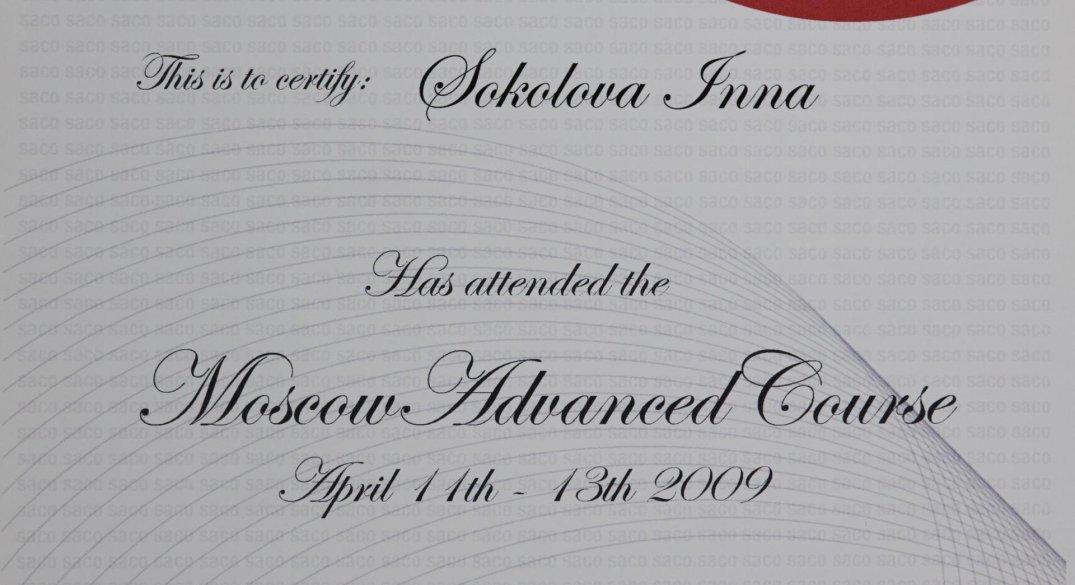 This is to certify: Sokolova Inna
Has attended the
Moscow Advanced Course
April 11th - 13th 2009